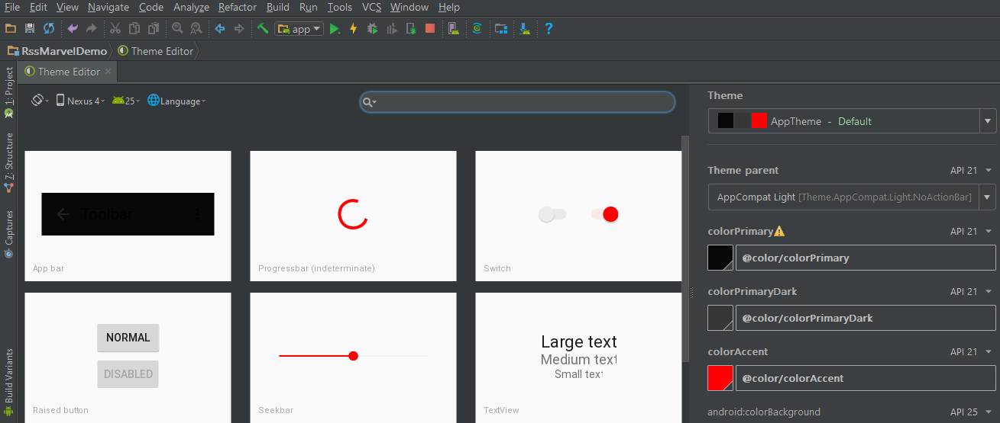 File Edit View Navigate Code Analyze Refactor Build Run Tools VCS Window Help
app
RssMarvelDemo Theme Editor
Theme Editor
1: Project
Z: Structure
Captures
Build Variants
Nexus 4 25 Language
Toolbar
App bar
Progressbar (indeterminate)
Switch
NORMAL
DISABLED
Raised button
Seekbar
Large text
Medium text
Small text
TextView
Theme
AppTheme - Default
Theme parent API 21
AppCompat Light [Theme.AppCompat.Light.NoActionBar]
colorPrimary API 21
@color/colorPrimary
colorPrimaryDark API 21
@color/colorPrimaryDark
colorAccent API 21
@color/colorAccent
android:colorBackground API 25